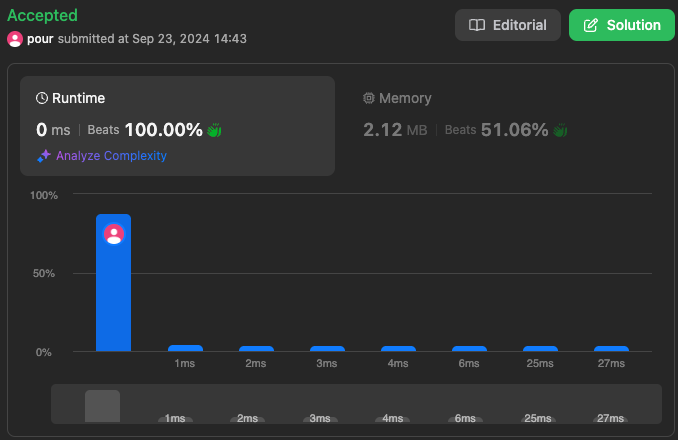 Accepted
pour submitted at Sep 23, 2024 14:43
Editorial
Solution
Runtime
0 ms | Beats 100.00%
Analyze Complexity
Memory
2.12 MB | Beats 51.06%
100%
50%
0%
1ms 2ms 3ms 4ms 6ms 25ms 27ms
1ms 2ms 3ms 4ms 6ms 25ms 27ms